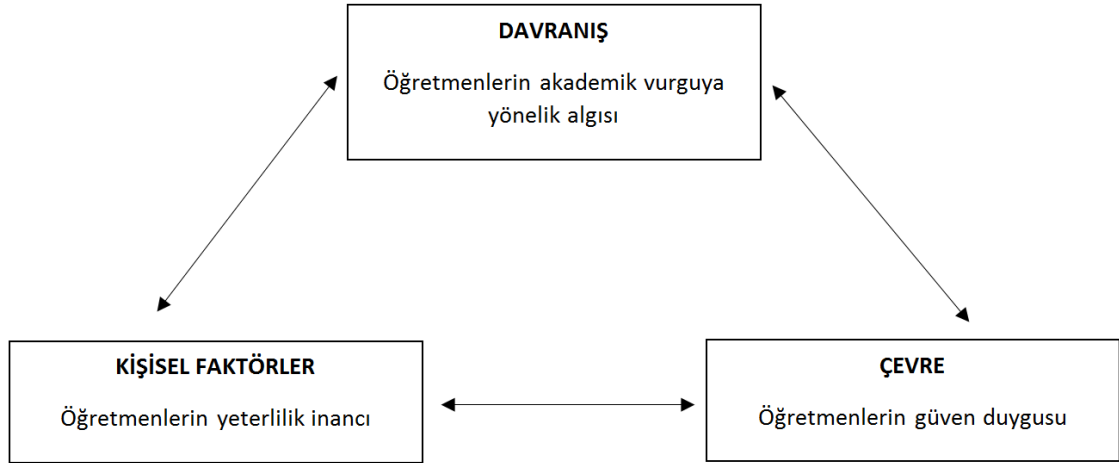 DAVRANIŞ
Öğretmenlerin akademik vurguya
yönelik algısı
KİŞİSEL FAKTÖRLER
Öğretmenlerin yeterlilik inancı
ÇEVRE
Öğretmenlerin güven duygusu